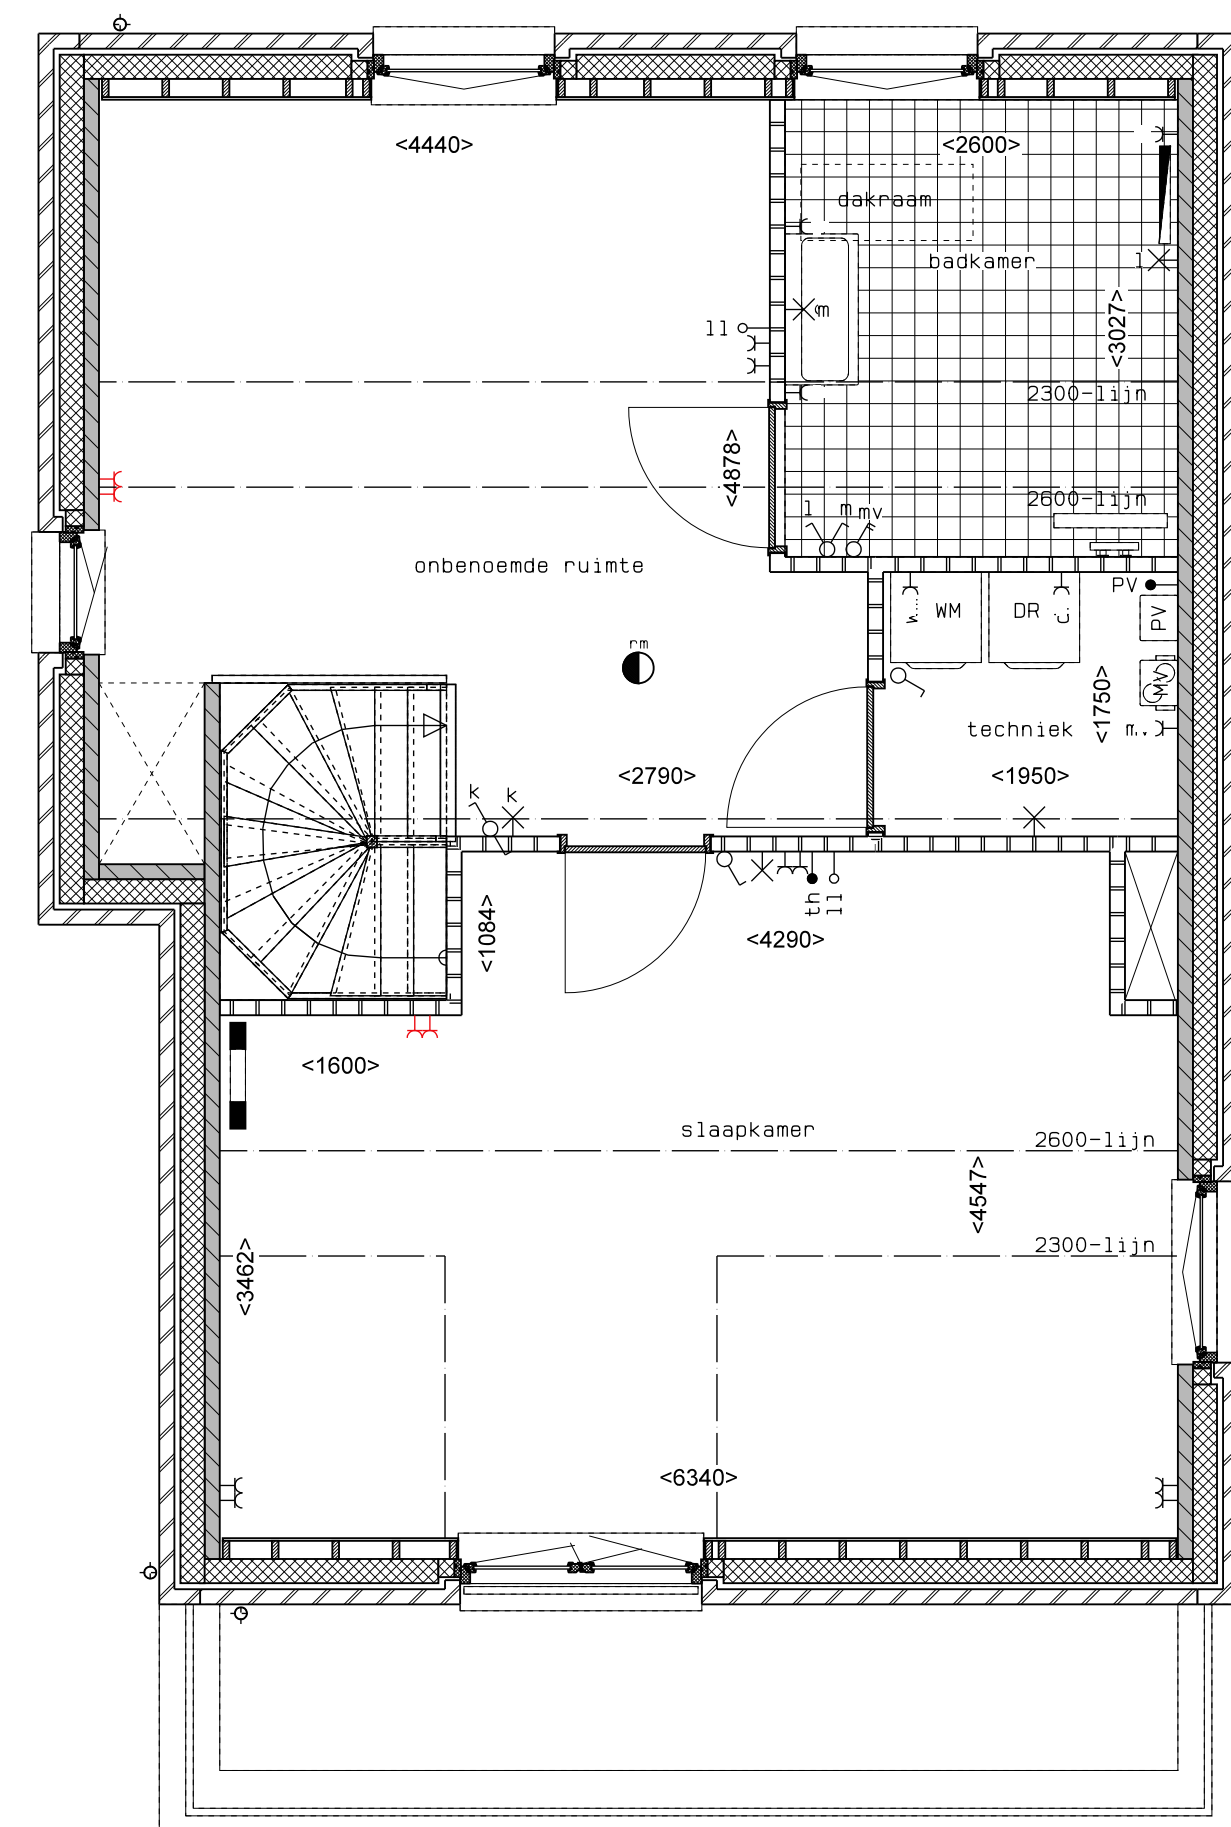 <4440>
<2600>
dakraam
badkamer
l
m
<3027>
ll
2300-lijn
<4878>
2600-lijn
l m mv
onbenoemde ruimte
PV
w... WM
DR
PV
rm
MV
<1750>
techniek
m..
<2790>
<1950>
k k
th ll
<1084>
<4290>
<1600>
slaapkamer
2600-lijn
<4547>
2300-lijn
<3462>
<6340>